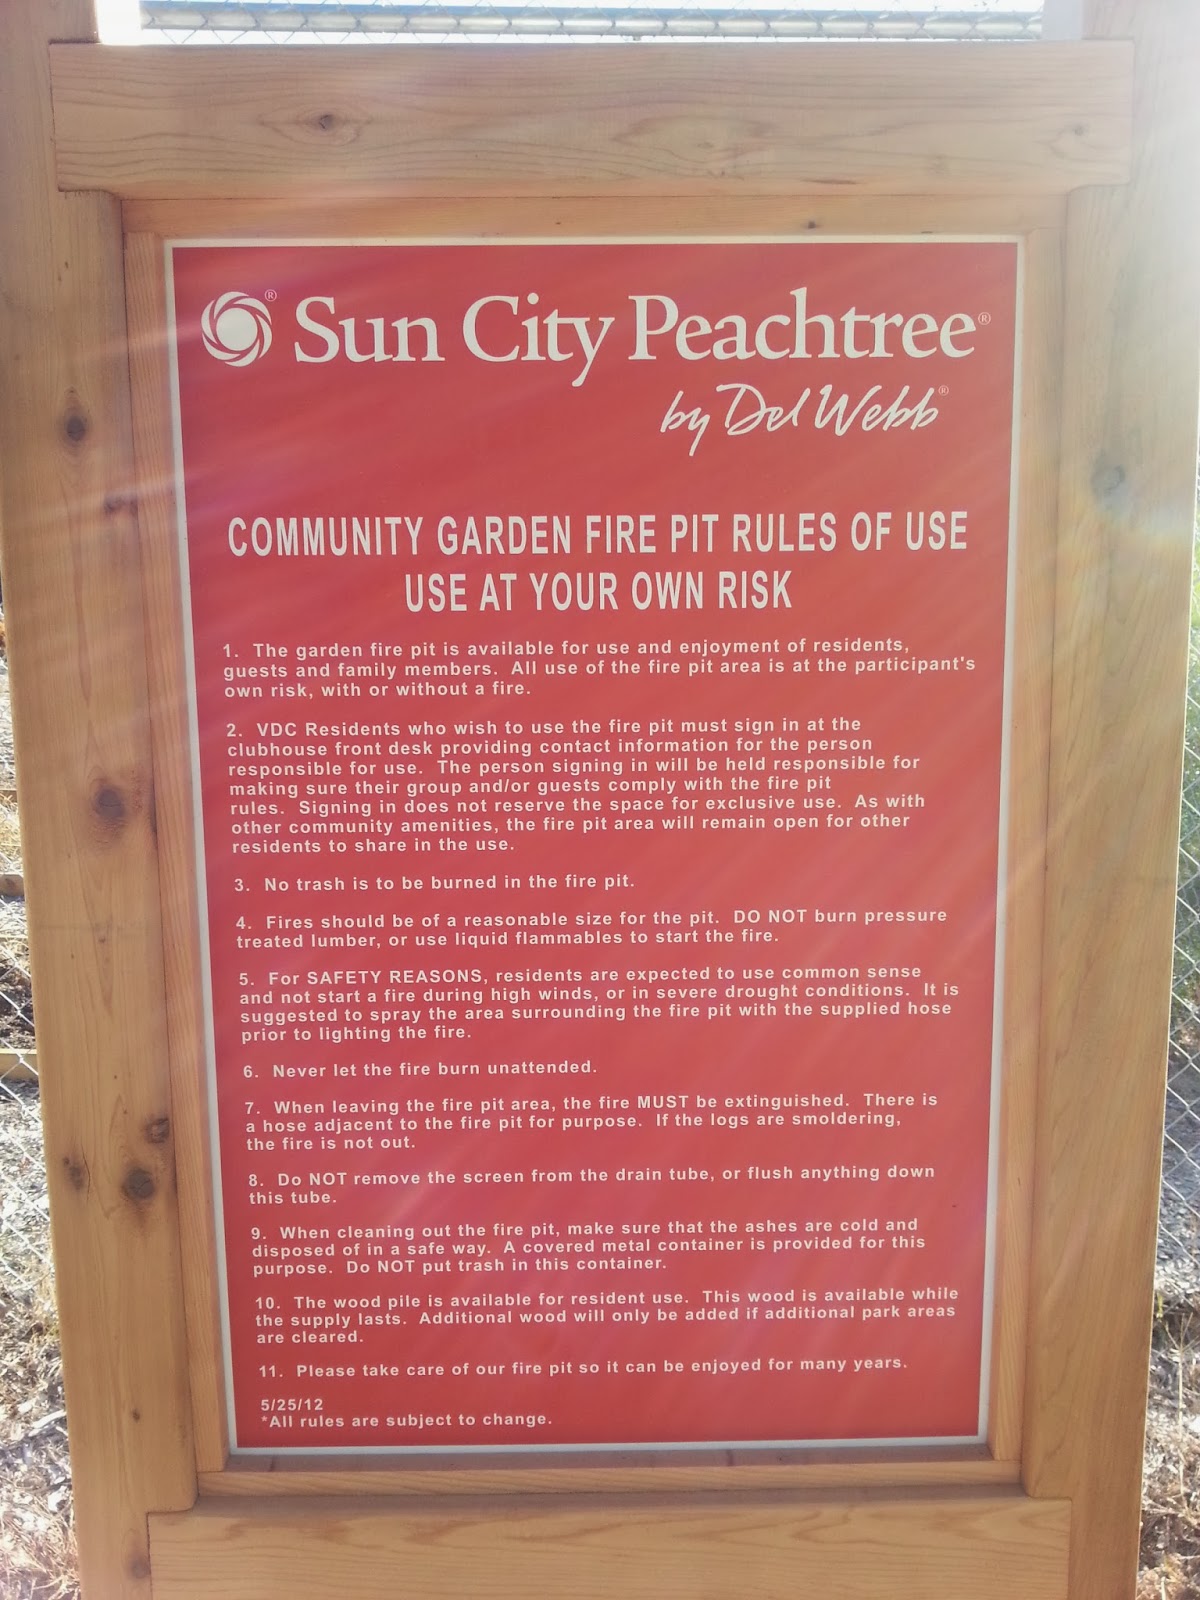 ® Sun City Peachtree®
by Del Webb®
COMMUNITY GARDEN FIRE PIT RULES OF USE
USE AT YOUR OWN RISK
1. The garden fire pit is available for use and enjoyment of residents,
guests and family members. All use of the fire pit area is at the participant's
own risk, with or without a fire.
2. VDC Residents who wish to use the fire pit must sign in at the
clubhouse front desk providing contact information for the person
responsible for use. The person signing in will be held responsible for
making sure their group and/or guests comply with the fire pit
rules. Signing in does not reserve the space for exclusive use. As with
other community amenities, the fire pit area will remain open for other
residents to share in the use.
3. No trash is to be burned in the fire pit.
4. Fires should be of a reasonable size for the pit. DO NOT burn pressure
treated lumber, or use liquid flammables to start the fire.
5. For SAFETY REASONS, residents are expected to use common sense
and not start a fire during high winds, or in severe drought conditions. It is
suggested to spray the area surrounding the fire pit with the supplied hose
prior to lighting the fire.
6. Never let the fire burn unattended.
7. When leaving the fire pit area, the fire MUST be extinguished. There is
a hose adjacent to the fire pit for purpose. If the logs are smoldering,
the fire is not out.
8. Do NOT remove the screen from the drain tube, or flush anything down
this tube.
9. When cleaning out the fire pit, make sure that the ashes are cold and
disposed of in a safe way. A covered metal container is provided for this
purpose. Do NOT put trash in this container.
10. The wood pile is available for resident use. This wood is available while
the supply lasts. Additional wood will only be added if additional park areas
are cleared.
11. Please take care of our fire pit so it can be enjoyed for many years.
5/25/12
*All rules are subject to change.